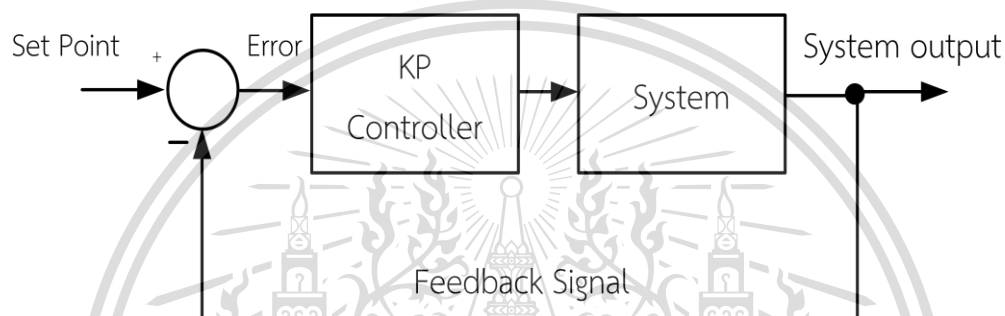 Set Point
+
Error
KP
Controller
System
System output
−
Feedback Signal